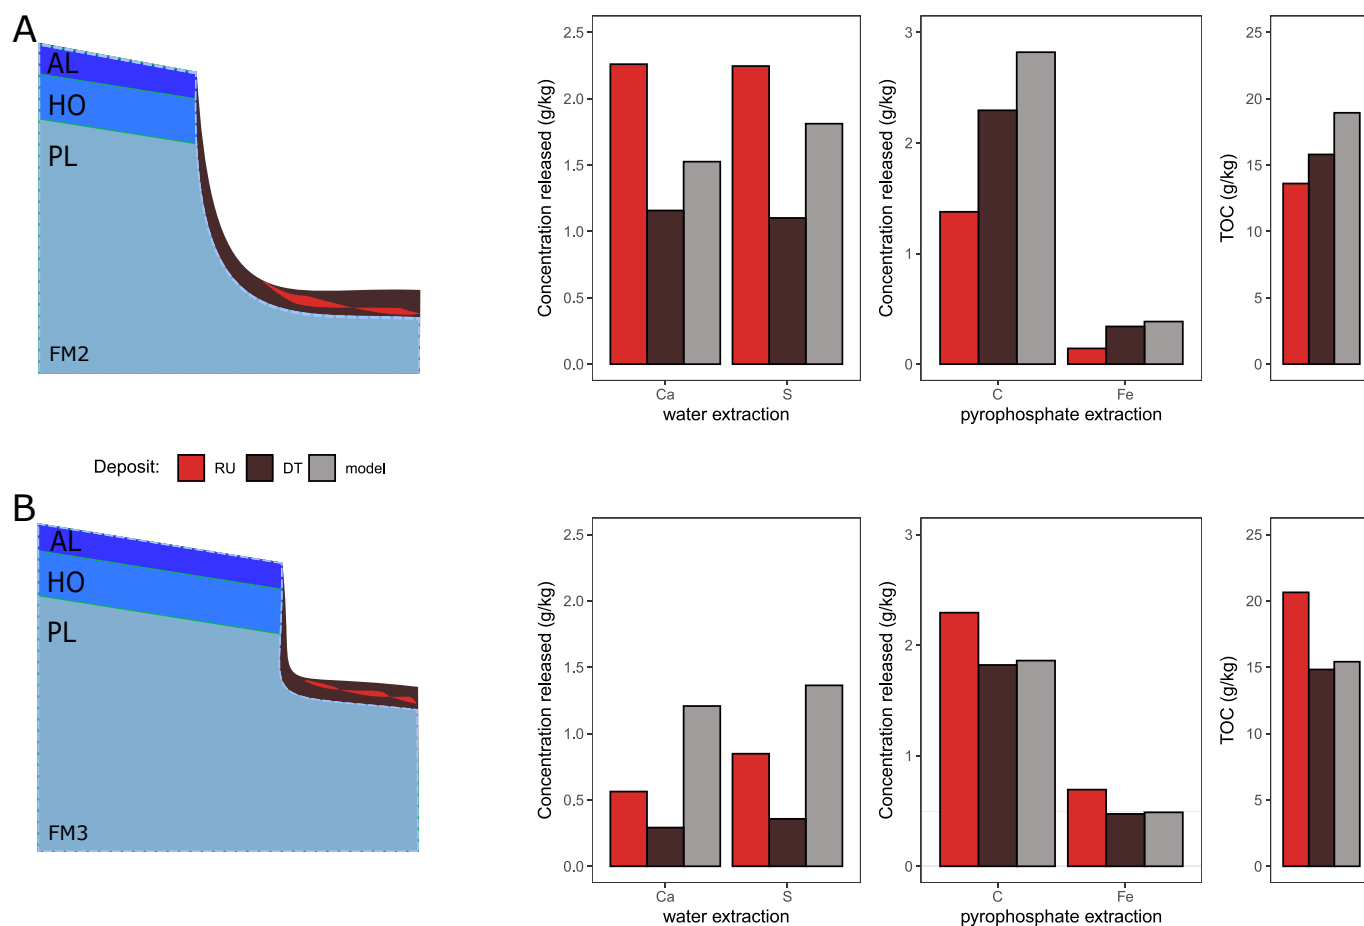 A
AL
HO
PL
FM2
Concentration released (g/kg)
2.5
2.0
1.5
1.0
0.5
0.0
Ca S
water extraction
Concentration released (g/kg)
3
2
1
0
C Fe
pyrophosphate extraction
TOC (g/kg)
25
20
15
10
5
0
Deposit: RU DT model
B
AL
HO
PL
FM3
Concentration released (g/kg)
2.5
2.0
1.5
1.0
0.5
0.0
Ca S
water extraction
Concentration released (g/kg)
3
2
1
0
C Fe
pyrophosphate extraction
TOC (g/kg)
25
20
15
10
5
0